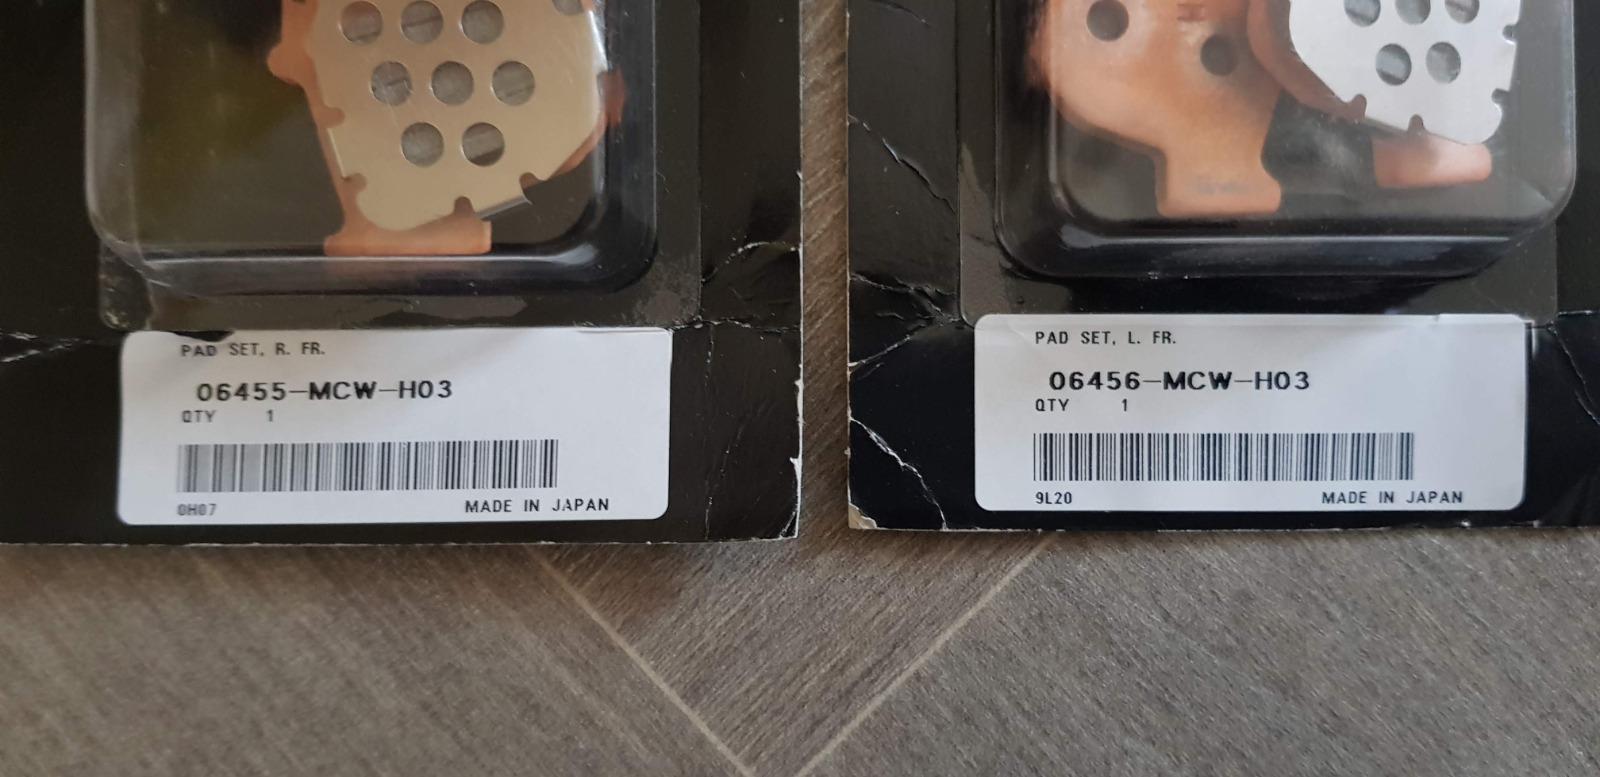 PAD SET, R. FR.
06455-MCW-H03
QTY 1
0H07 MADE IN JAPAN
PAD SET, L. FR.
06456-MCW-H03
QTY 1
9L20 MADE IN JAPAN